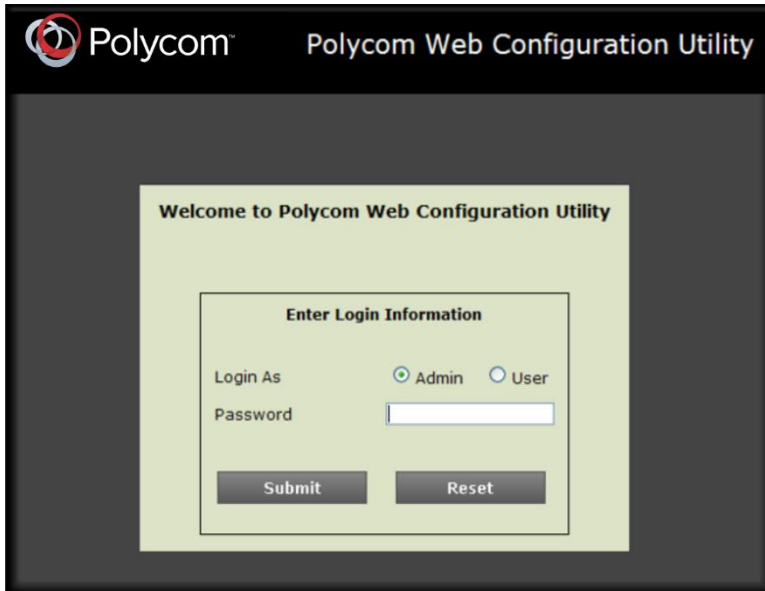 Polycom™ Polycom Web Configuration Utility
Welcome to Polycom Web Configuration Utility
Enter Login Information
Login As Admin User
Password
Submit Reset